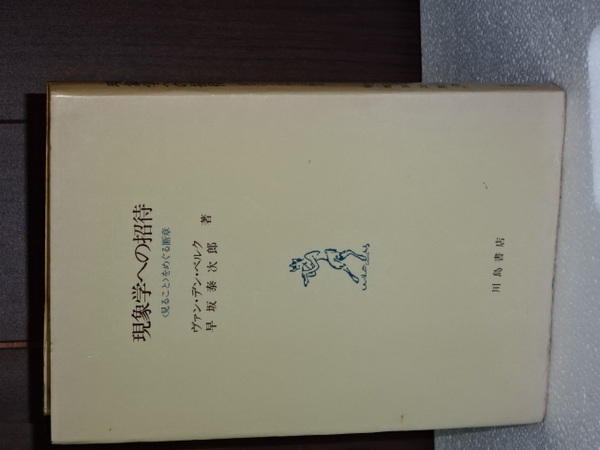 現象学への招待
〈見ること〉をめぐる断章
ヴァン・デン・ベルク
早坂泰次郎
著
川島書店